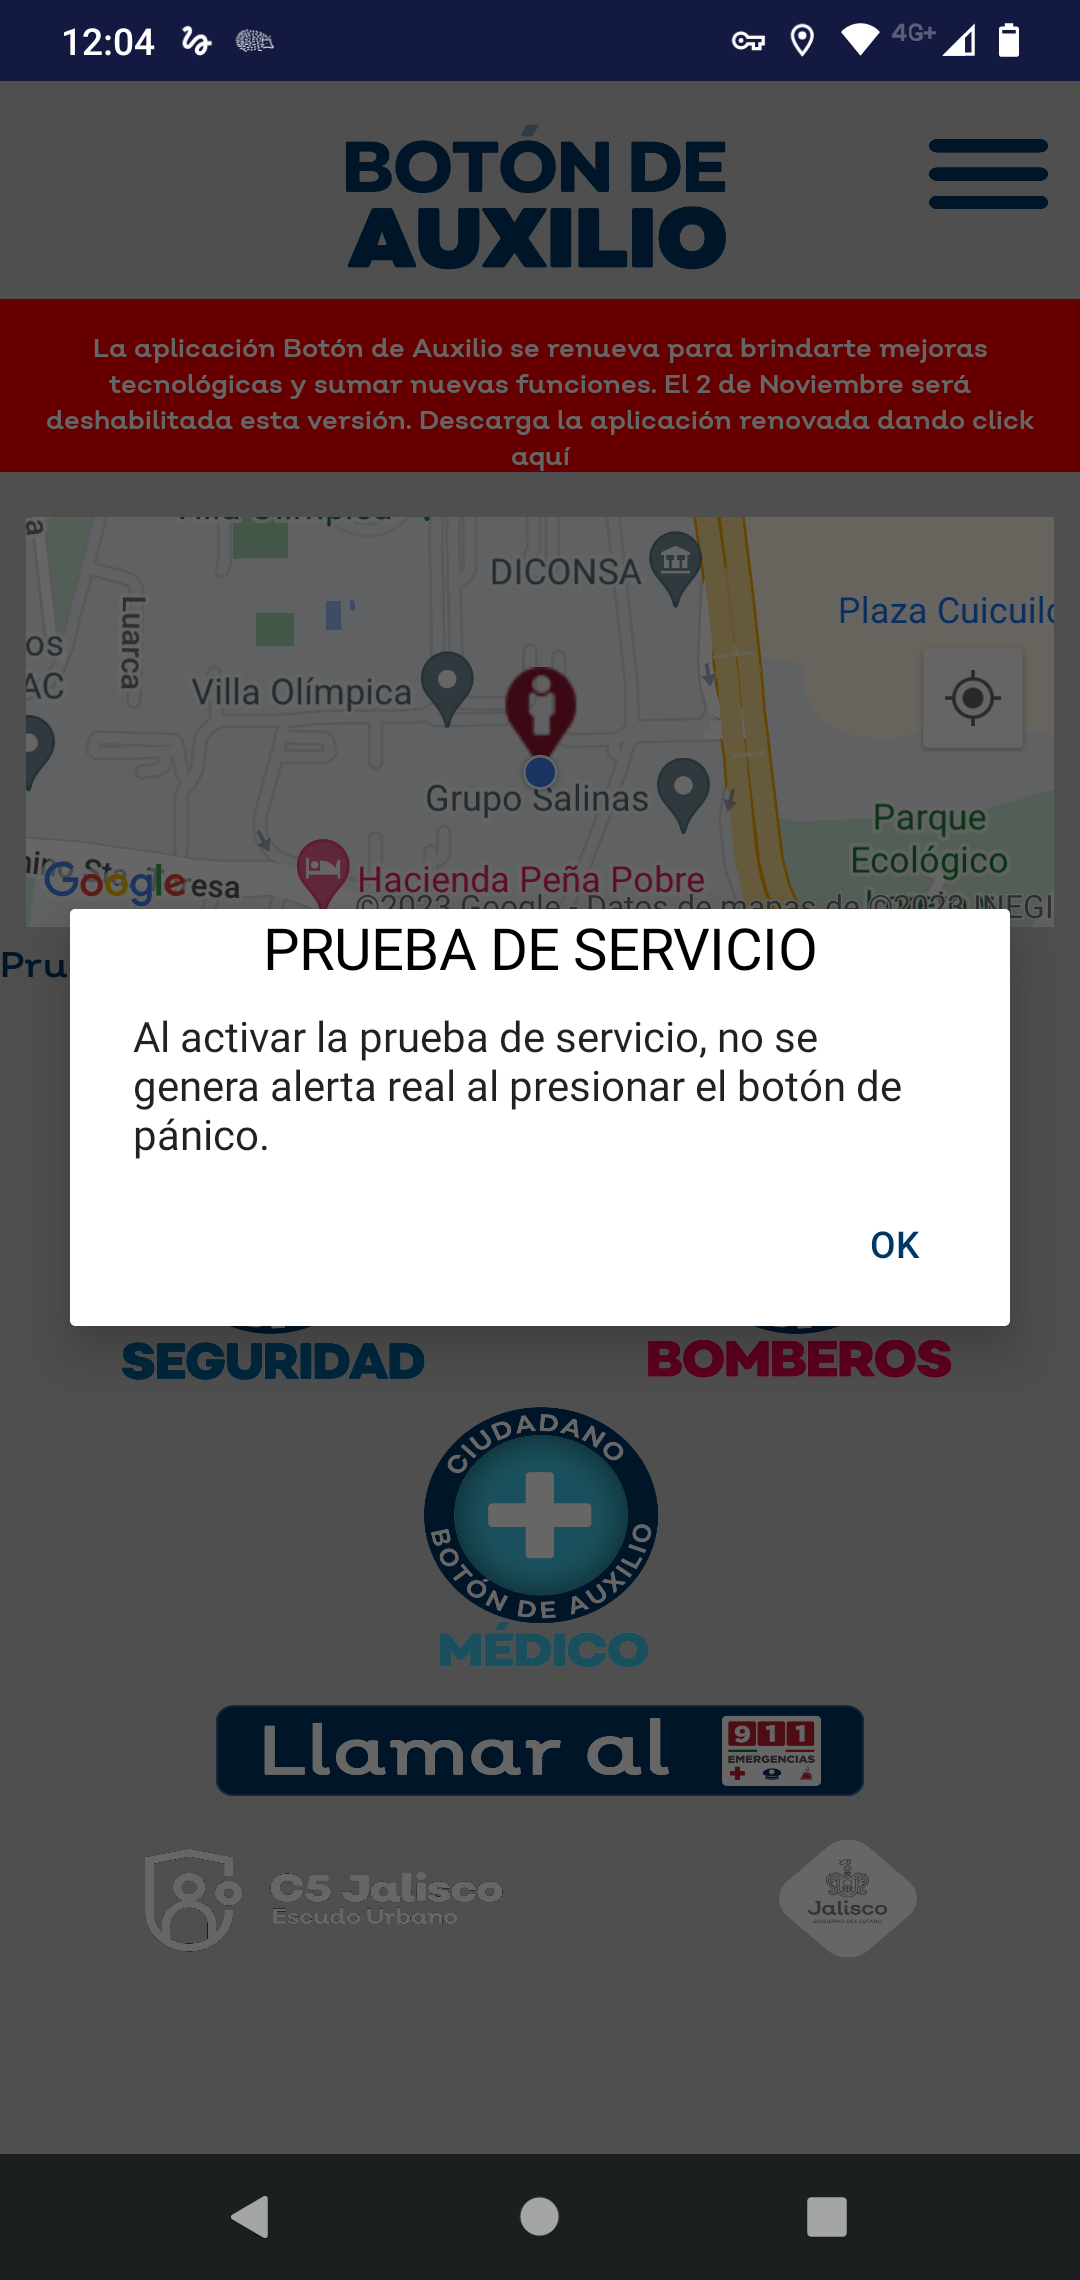 12:04
4G+
BOTÓN DE
AUXILIO
La aplicación Botón de Auxilio se renueva para brindarte mejoras
tecnológicas y sumar nuevas funciones. El 2 de Noviembre será
deshabilitada esta versión. Descarga la aplicación renovada dando click
aquí
Villa Olímpica
DICONSA
Luarca
Plaza Cuicuilc
os
AC
Villa Olímpica
Grupo Salinas
Parque
Ecológico
Google
esa
Hacienda Peña Pobre
©2023 Google - Datos de mapas de ©2023 INEGI
Pru
PRUEBA DE SERVICIO
Al activar la prueba de servicio, no se
genera alerta real al presionar el botón de
pánico.
OK
SEGURIDAD
BOMBEROS
CIUDADANO
BOTÓN DE AUXILIO
MÉDICO
Llamar al
911
EMERGENCIAS
C5 Jalisco
Escudo Urbano
Jalisco
GOBIERNO DEL ESTADO